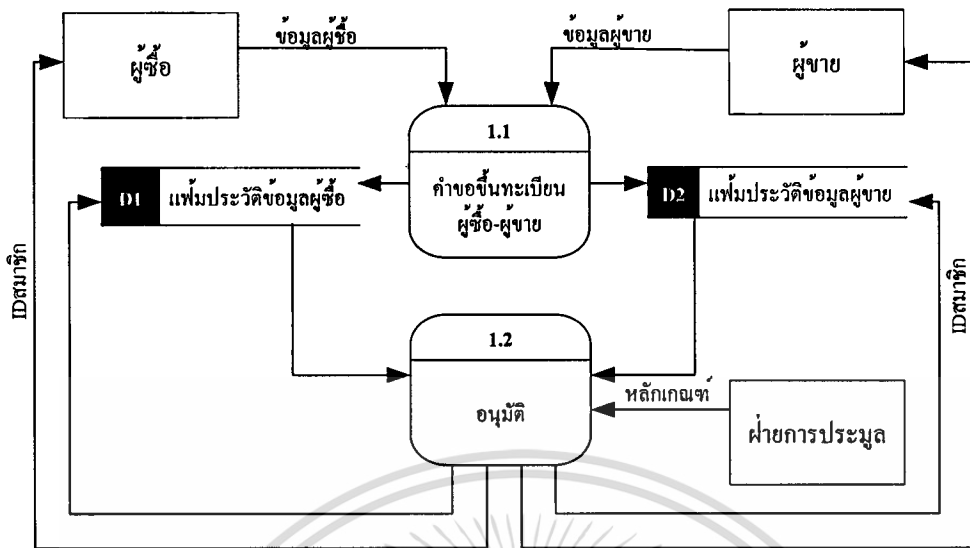 ข้อมูลผู้ซื้อ
ข้อมูลผู้ขาย
ผู้ซื้อ
ผู้ขาย
1.1
คำขอขึ้นทะเบียน
ผู้ซื้อ-ผู้ขาย
D1 แฟ้มประวัติข้อมูลผู้ซื้อ
D2 แฟ้มประวัติข้อมูลผู้ขาย
IDสมาชิก
IDสมาชิก
1.2
อนุมัติ
หลักเกณฑ์
ฝ่ายการประมูล